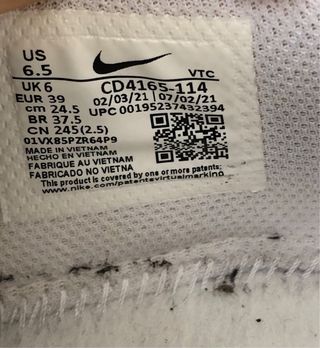 US
6.5
VTC
UK 6
CD4165-114
EUR 39
02/03/21 07/02/21
cm 24.5
UPC 00195237432394
BR 37.5
CN 245(2.5)
01VX85PZR64P9
MADE IN VIETNAM
HECHO EN VIETNAM
FABRIQUE AU VIETNAM
FABRICADO NO VIETNA
This product is covered by one or more patents:
www.nike.com/patents#virtualmarking